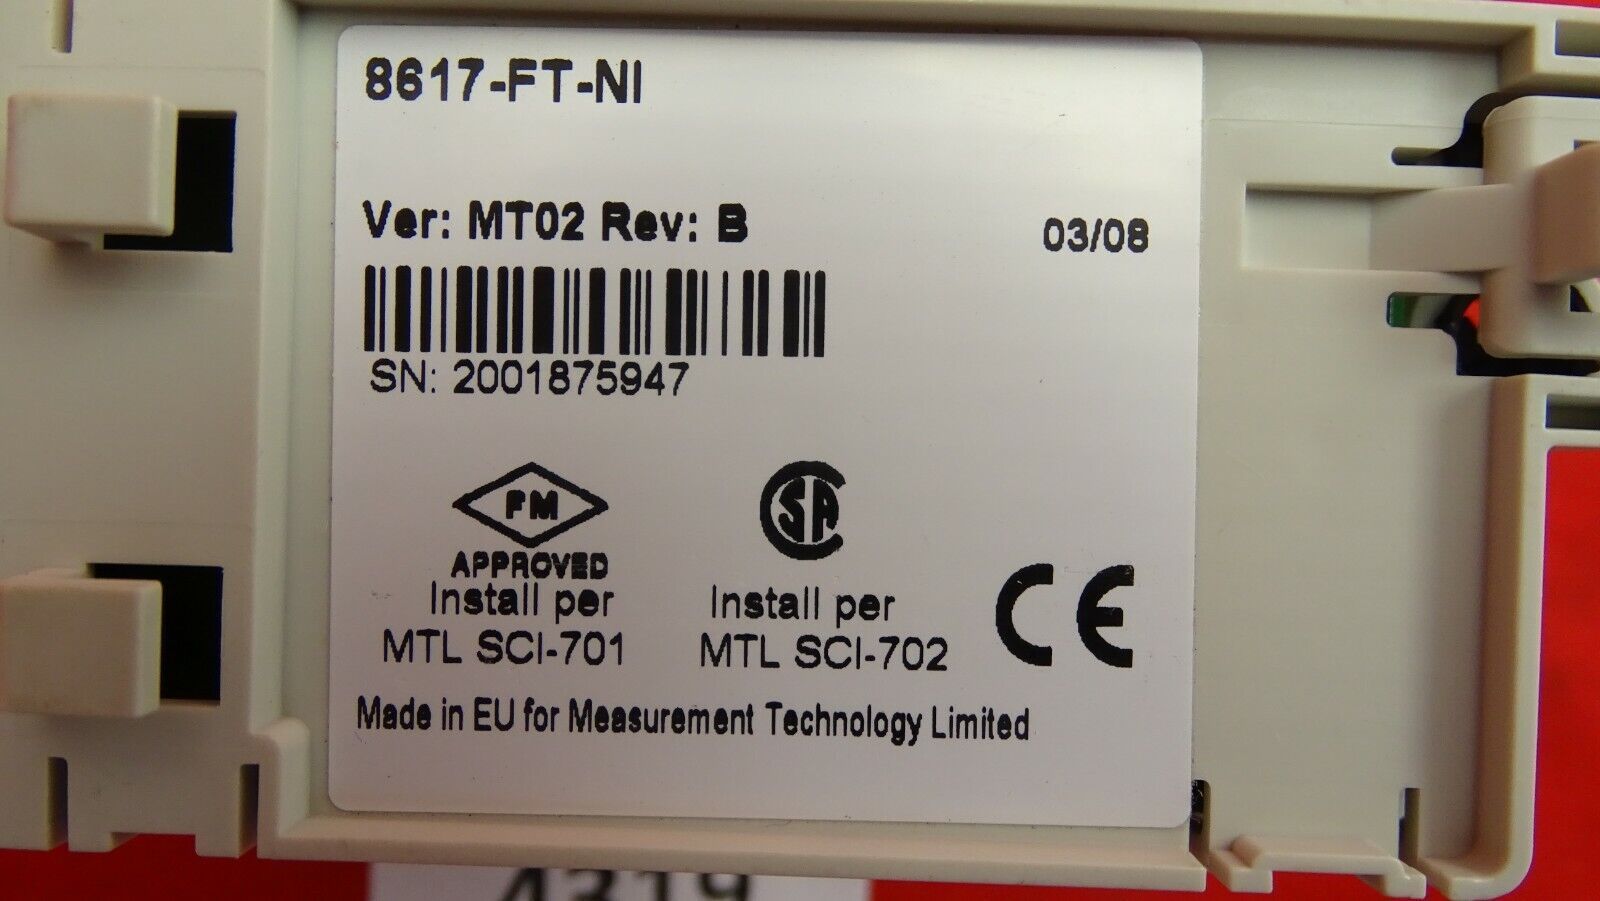 8617-FT-NI
Ver: MT02 Rev: B
03/08
SN: 2001875947
FM
APPROVED
Install per
MTL SCI-701
CSA
Install per
MTL SCI-702
CE
Made in EU for Measurement Technology Limited